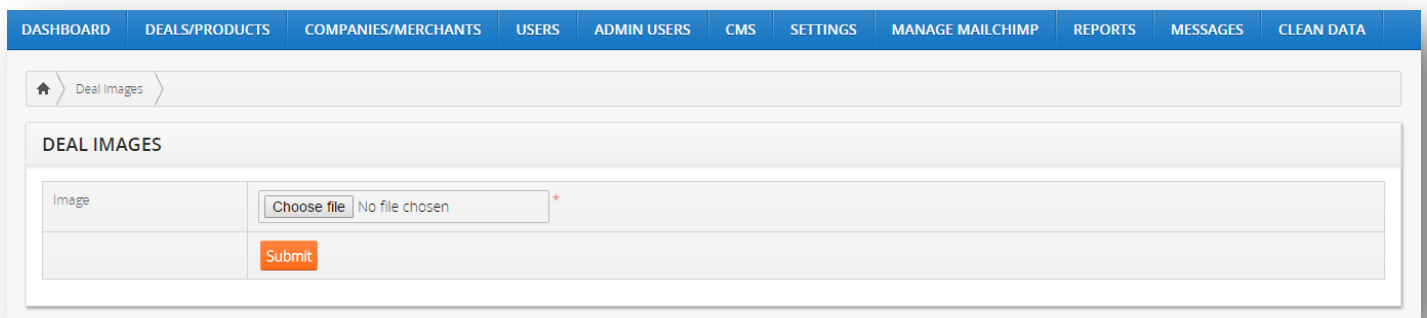 DASHBOARD DEALS/PRODUCTS COMPANIES/MERCHANTS USERS ADMIN USERS CMS SETTINGS MANAGE MAILCHIMP REPORTS MESSAGES CLEAN DATA
Deal Images
DEAL IMAGES
Image Choose file No file chosen *
Submit